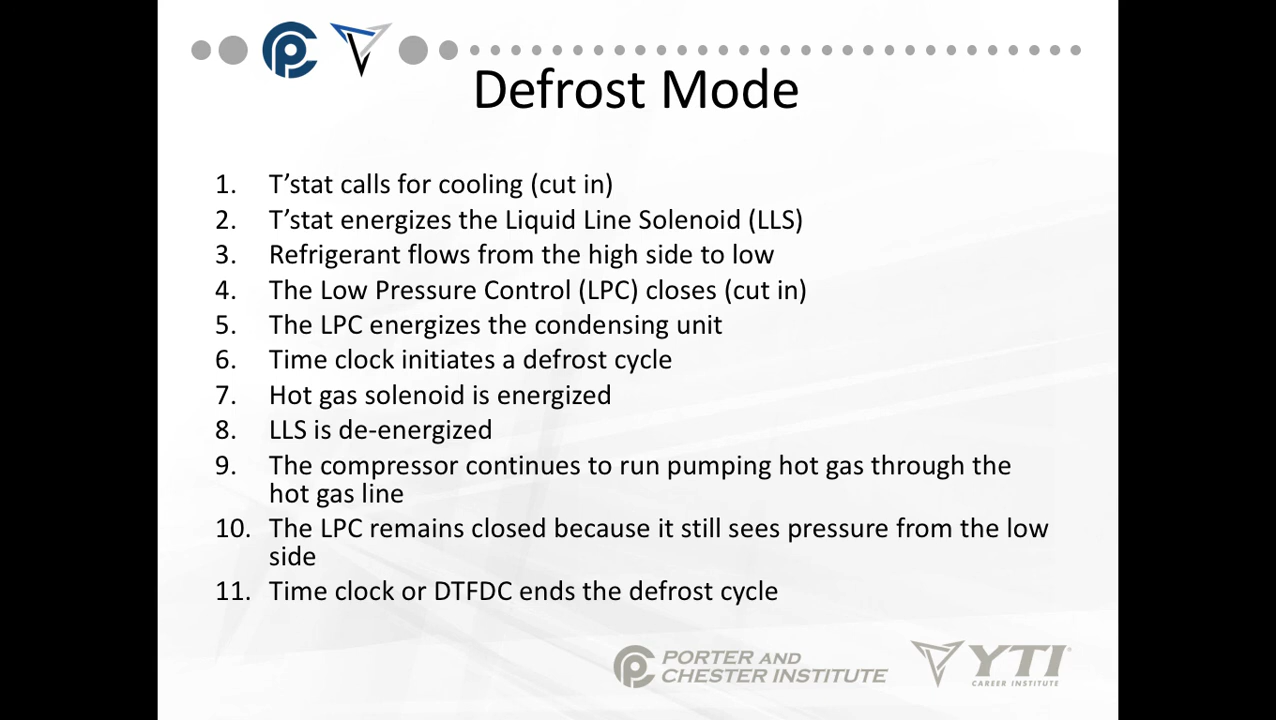 Defrost Mode
1. T’stat calls for cooling (cut in)
2. T’stat energizes the Liquid Line Solenoid (LLS)
3. Refrigerant flows from the high side to low
4. The Low Pressure Control (LPC) closes (cut in)
5. The LPC energizes the condensing unit
6. Time clock initiates a defrost cycle
7. Hot gas solenoid is energized
8. LLS is de-energized
9. The compressor continues to run pumping hot gas through the
hot gas line
10. The LPC remains closed because it still sees pressure from the low
side
11. Time clock or DTFDC ends the defrost cycle
PORTER AND
CHESTER INSTITUTE
YTI
CAREER INSTITUTE